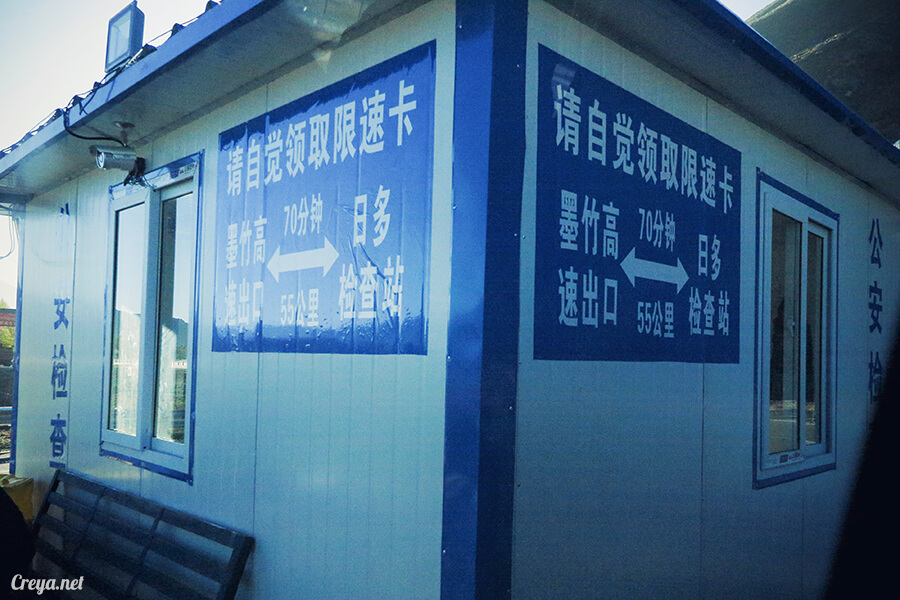 请自觉领取限速卡
墨竹高
速出口
70分钟
55公里
日多
检查站
请自觉领取限速卡
墨竹高
速出口
70分钟
55公里
日多
检查站
安检查
公安检
Creya.net